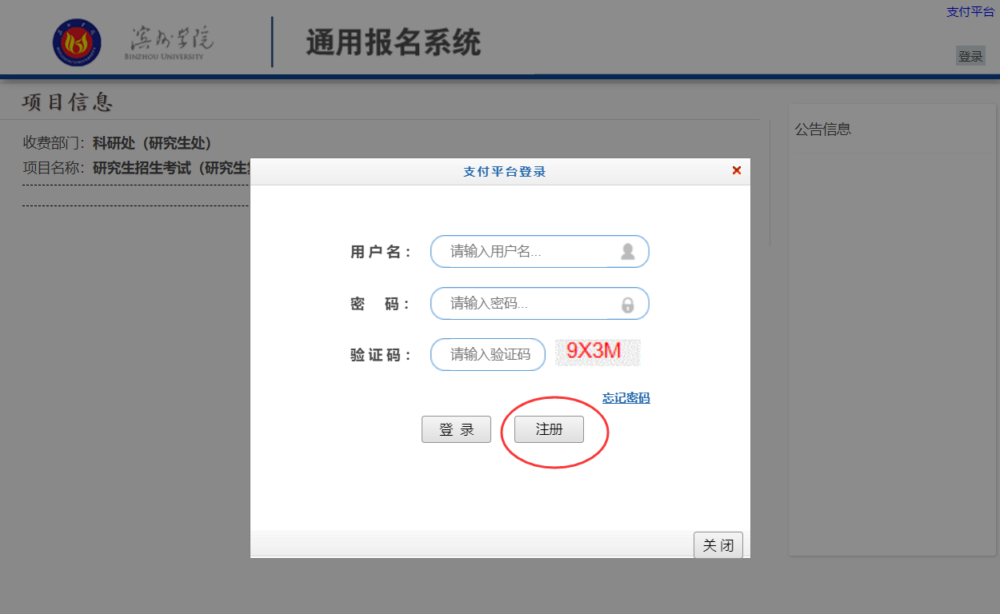 支付平台
滨州学院
BINZHOU UNIVERSITY
通用报名系统
登录
项目信息
收费部门：科研处（研究生处）
项目名称：研究生招生考试（研究生
公告信息
支付平台登录
用户名：
请输入用户名...
密 码：
请输入密码...
验证码：
请输入验证码
9X3M
忘记密码
登 录
注册
关 闭